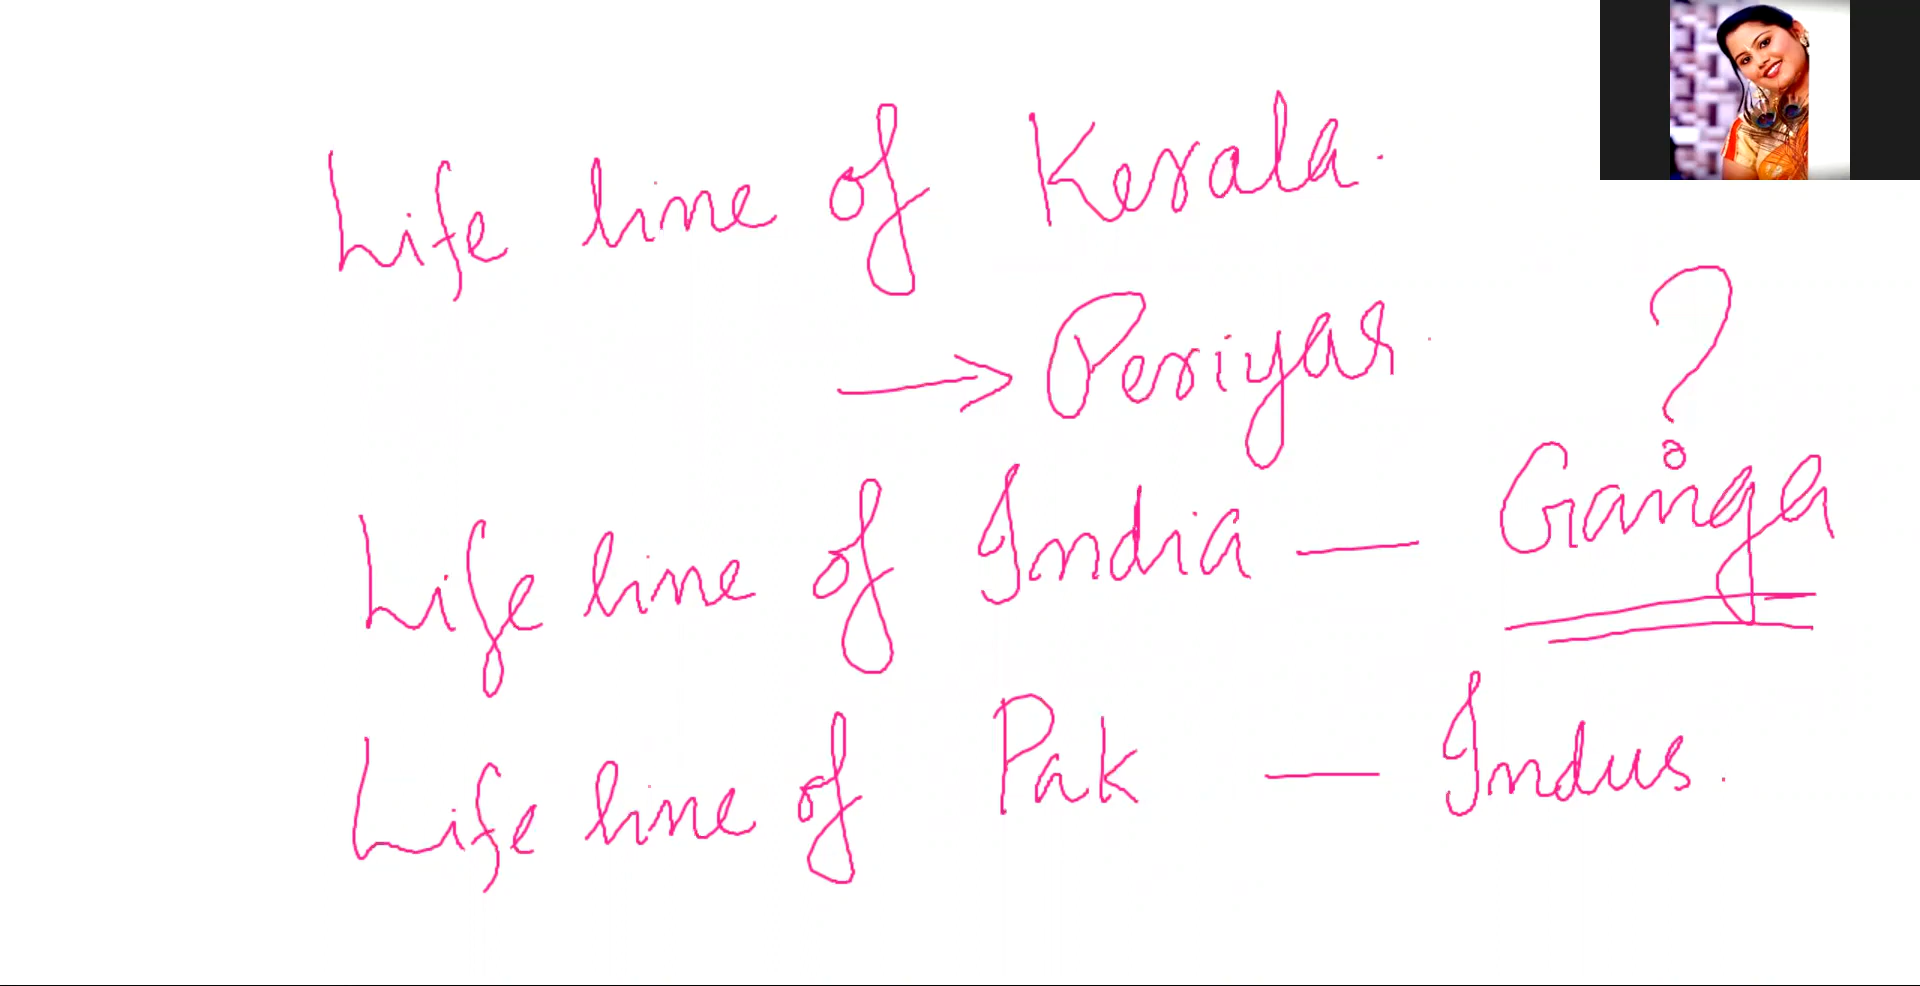 Life line of Kerala.
→ Periyar.
?
Life line of India — Ganga
Life line of Pak — Indus.